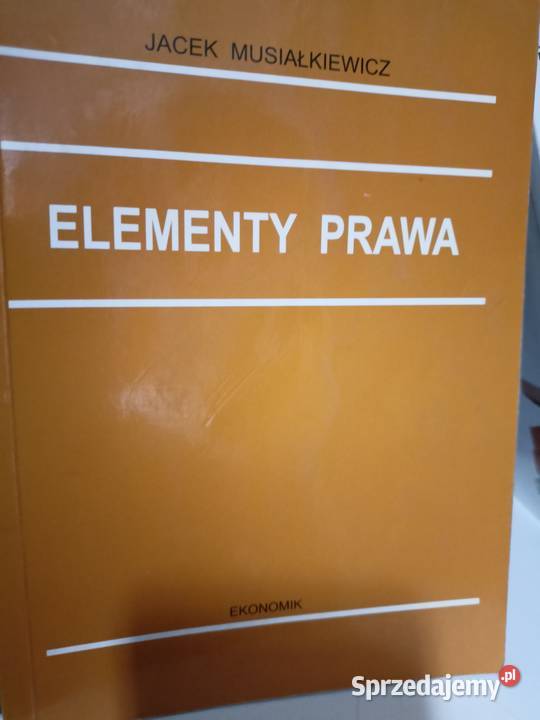 JACEK MUSIAŁKIEWICZ
ELEMENTY PRAWA
EKONOMIK
Sprzedajemy.pl